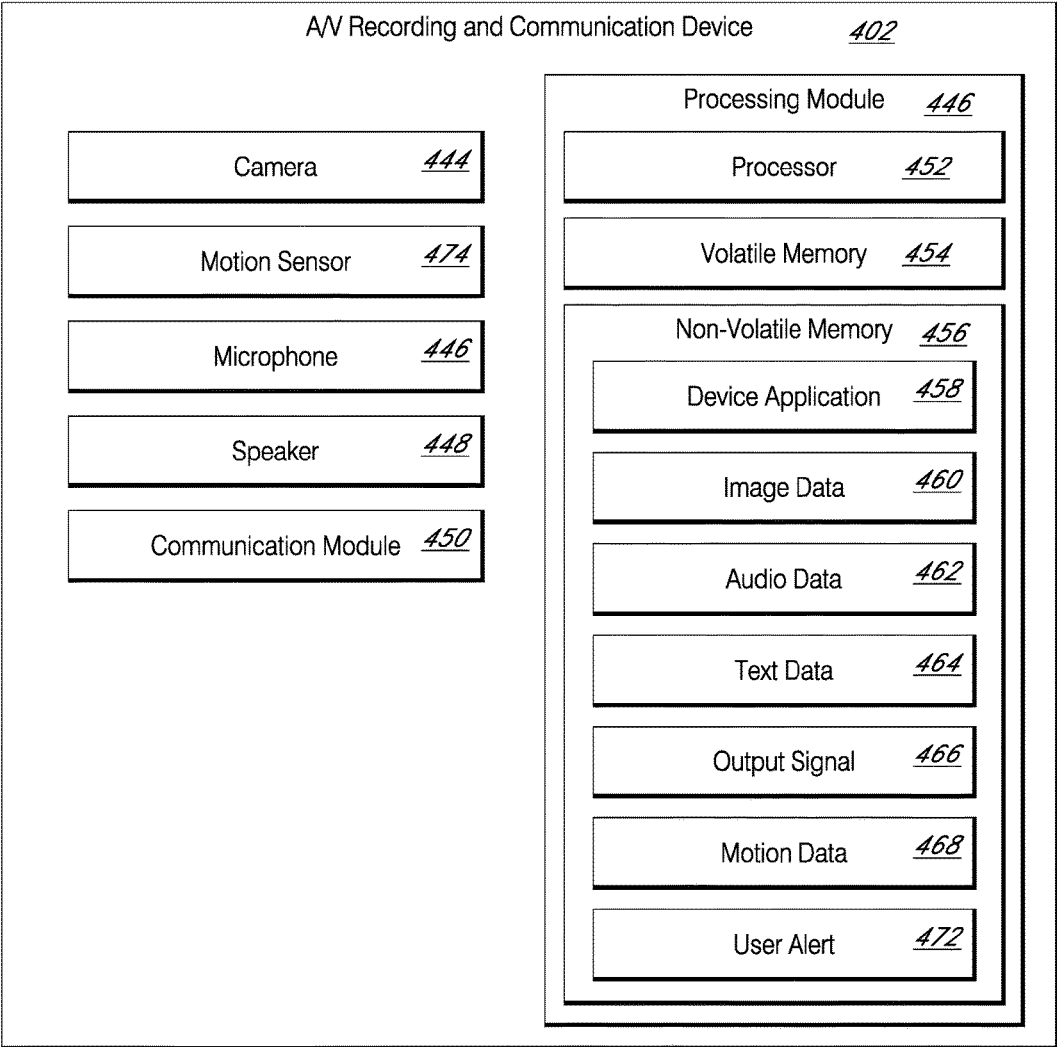 A/V Recording and Communication Device 402
Camera 444
Motion Sensor 474
Microphone 446
Speaker 448
Communication Module 450
Processing Module 446
Processor 452
Volatile Memory 454
Non-Volatile Memory 456
Device Application 458
Image Data 460
Audio Data 462
Text Data 464
Output Signal 466
Motion Data 468
User Alert 472